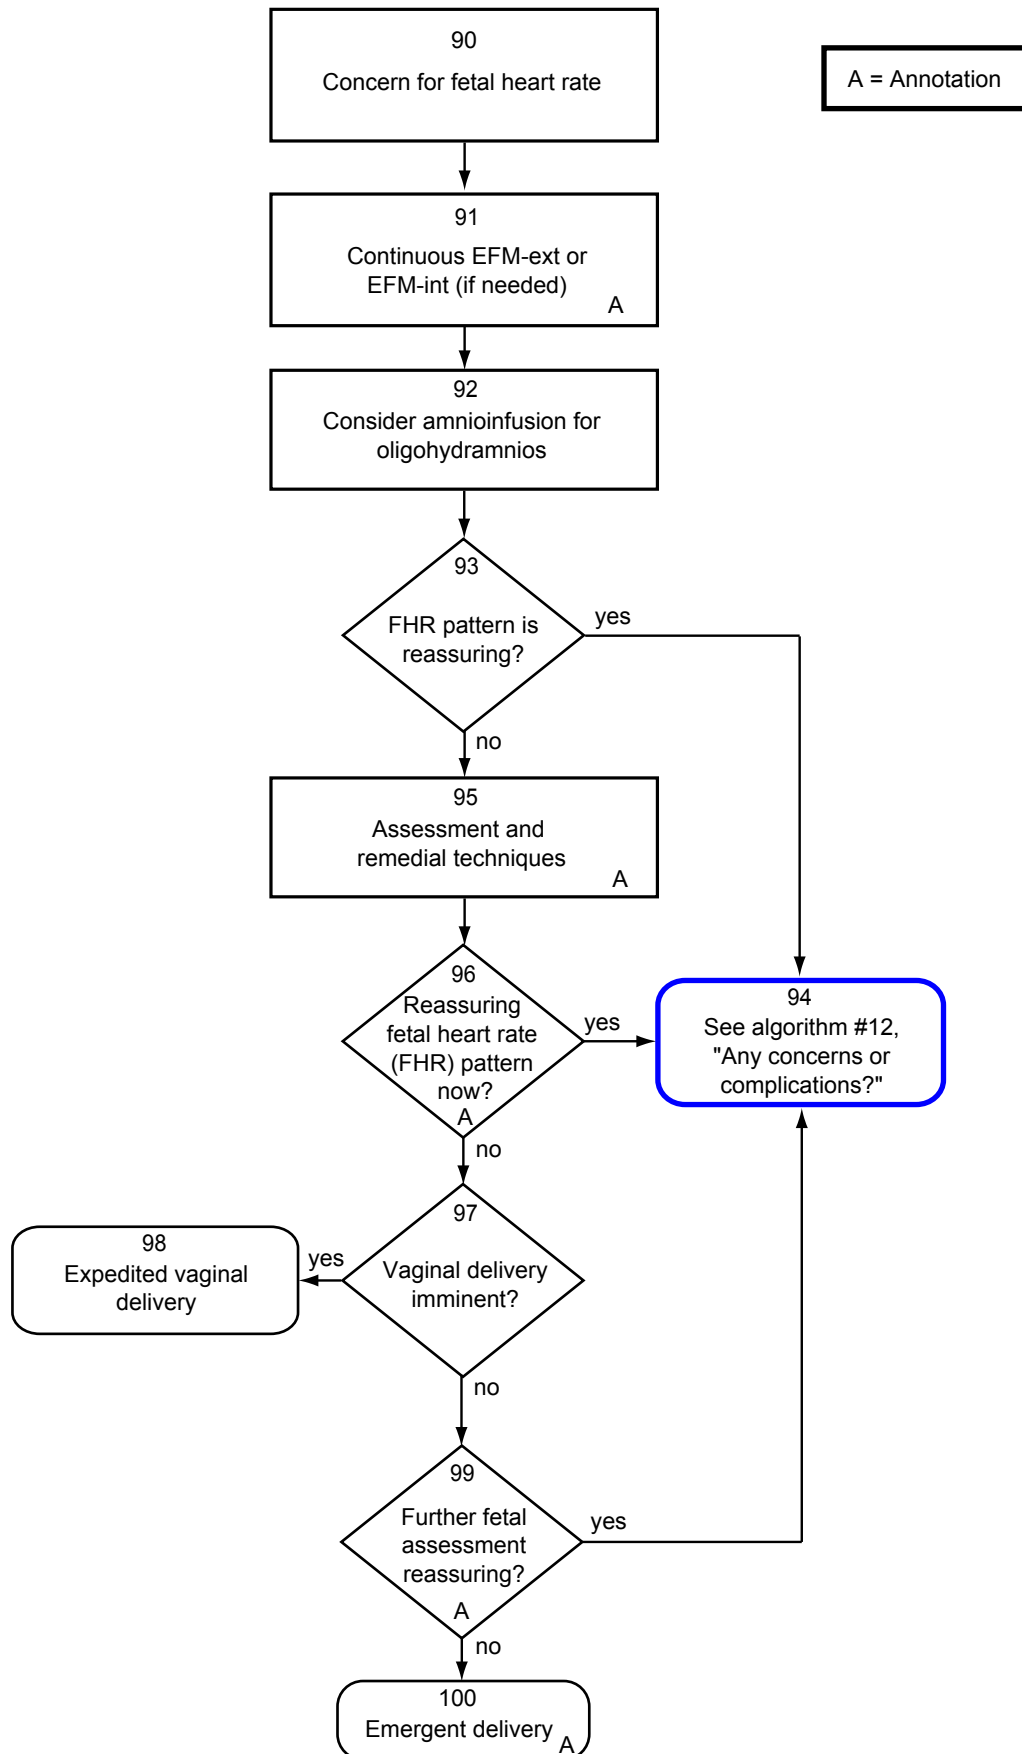 90
Concern for fetal heart rate
A = Annotation
91
Continuous EFM-ext or
EFM-int (if needed)
A
92
Consider amnioinfusion for
oligohydramnios
93
FHR pattern is
reassuring?
yes
no
95
Assessment and
remedial techniques
A
96
Reassuring
fetal heart rate
(FHR) pattern
now?
A
yes
no
94
See algorithm #12,
"Any concerns or
complications?"
97
Vaginal delivery
imminent?
yes
no
98
Expedited vaginal
delivery
99
Further fetal
assessment
reassuring?
A
yes
no
100
Emergent delivery
A